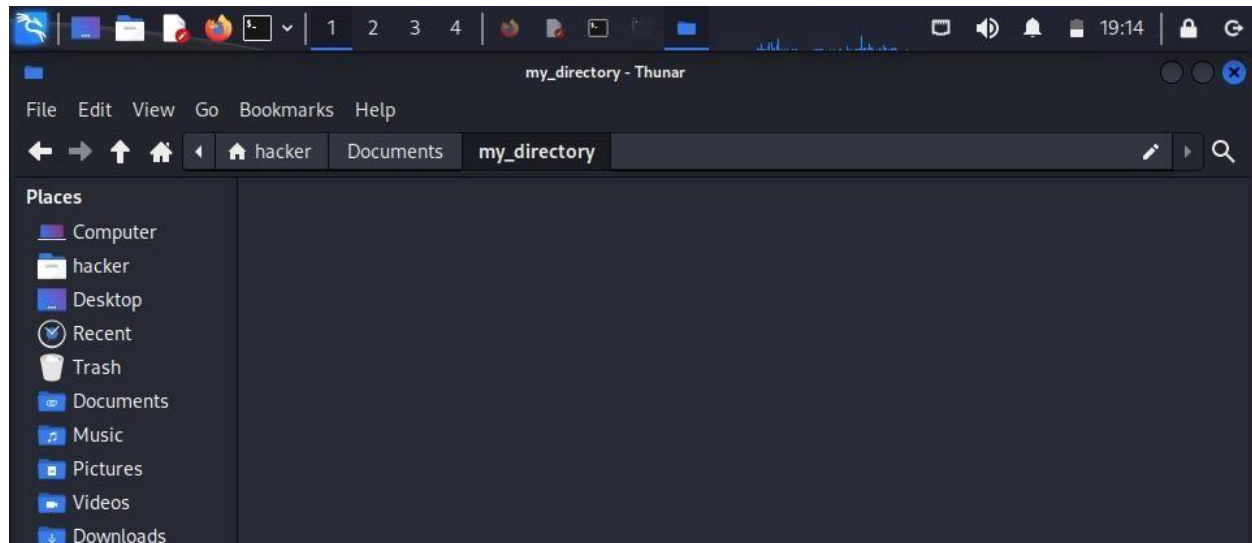 1 2 3 4 19:14
my_directory - Thunar
File Edit View Go Bookmarks Help
hacker Documents my_directory
Places
Computer
hacker
Desktop
Recent
Trash
Documents
Music
Pictures
Videos
Downloads